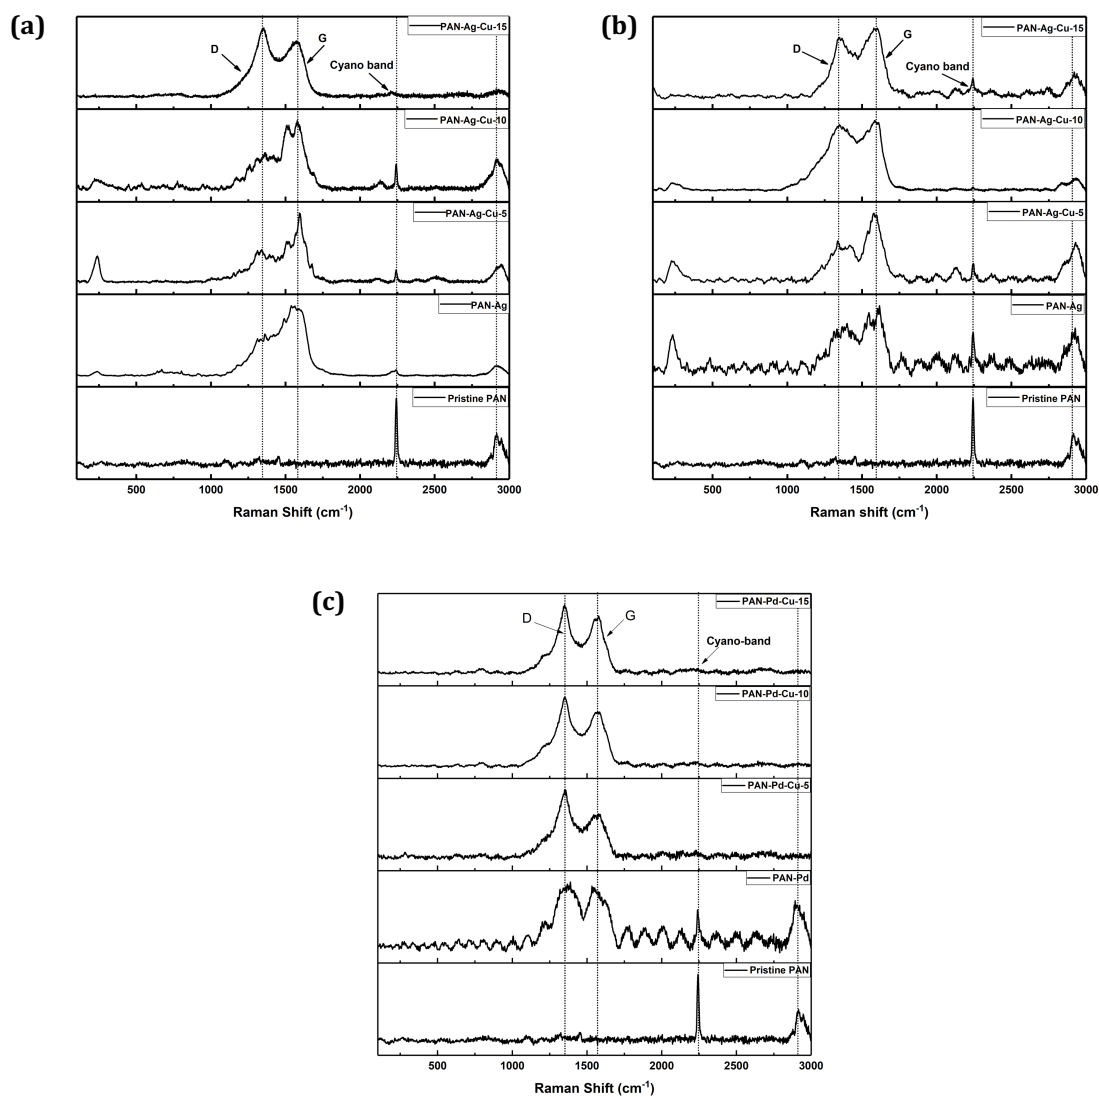 (a)
PAN-Ag-Cu-15
D
G
Cyano band
PAN-Ag-Cu-10
PAN-Ag-Cu-5
PAN-Ag
Pristine PAN
500 1000 1500 2000 2500 3000
Raman Shift (cm⁻¹)
(b)
PAN-Ag-Cu-15
D
G
Cyano band
PAN-Ag-Cu-10
PAN-Ag-Cu-5
PAN-Ag
Pristine PAN
500 1000 1500 2000 2500 3000
Raman shift (cm⁻¹)
(c)
PAN-Pd-Cu-15
D
G
Cyano-band
PAN-Pd-Cu-10
PAN-Pd-Cu-5
PAN-Pd
Pristine PAN
500 1000 1500 2000 2500 3000
Raman Shift (cm⁻¹)